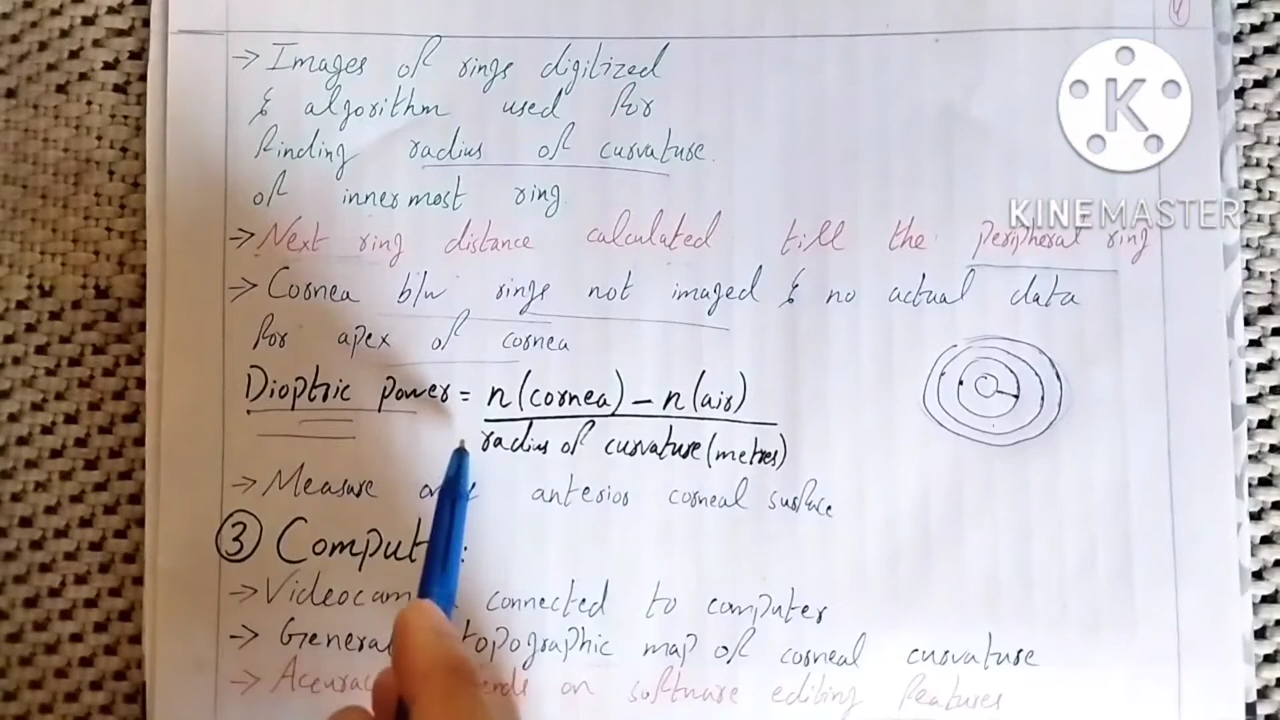 4
→ Images of rings digitized
& algorithm used for
finding radius of curvature.
of innermost ring.
→ Next ring distance calculated till the peripheral ring
→ Cornea b/w rings not imaged & no actual data
for apex of cornea
Dioptric power = n(cornea) – n(air)
radius of curvature (metres)
→ Measure anterior corneal surface
③ Comput :
→ Videocam connected to computer
→ Genera topographic map of corneal curvature
→ Accurac on software editing features
K
KINEMASTER